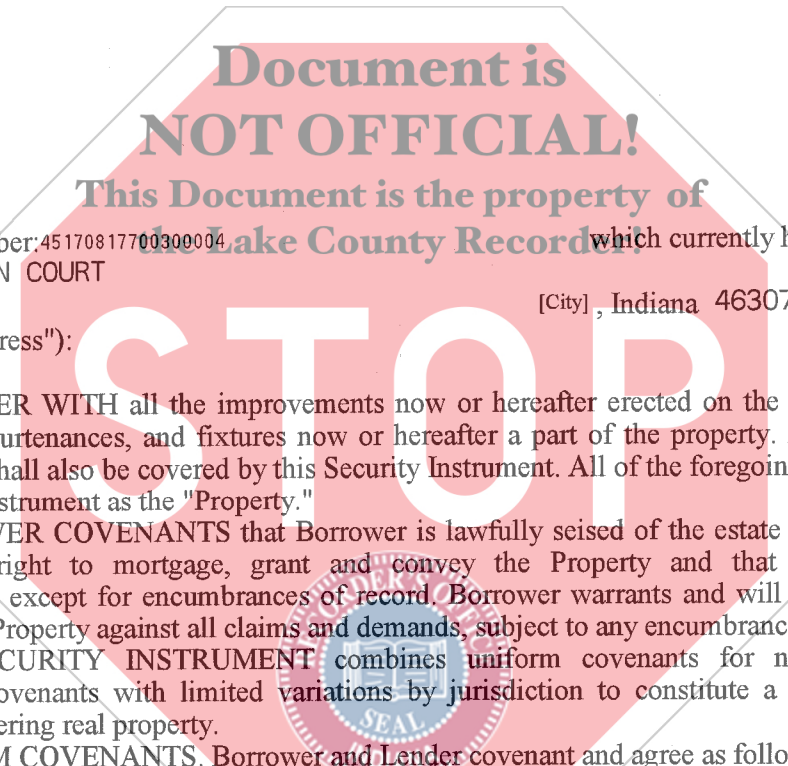 Document is
NOT OFFICIAL!
This Document is the property of
the Lake County Recorder!
ber:45170817700300004 which currently h
N COURT
[City] , Indiana 46307
ress"):
STOP
ER WITH all the improvements now or hereafter erected on the
urtenances, and fixtures now or hereafter a part of the property.
hall also be covered by this Security Instrument. All of the foregoin
strument as the "Property."
VER COVENANTS that Borrower is lawfully seised of the estate
right to mortgage, grant and convey the Property and that
except for encumbrances of record. Borrower warrants and will
Property against all claims and demands, subject to any encumbranc
CURITY INSTRUMENT combines uniform covenants for n
ovenants with limited variations by jurisdiction to constitute a
ering real property.
SEAL
M COVENANTS. Borrower and Lender covenant and agree as follo